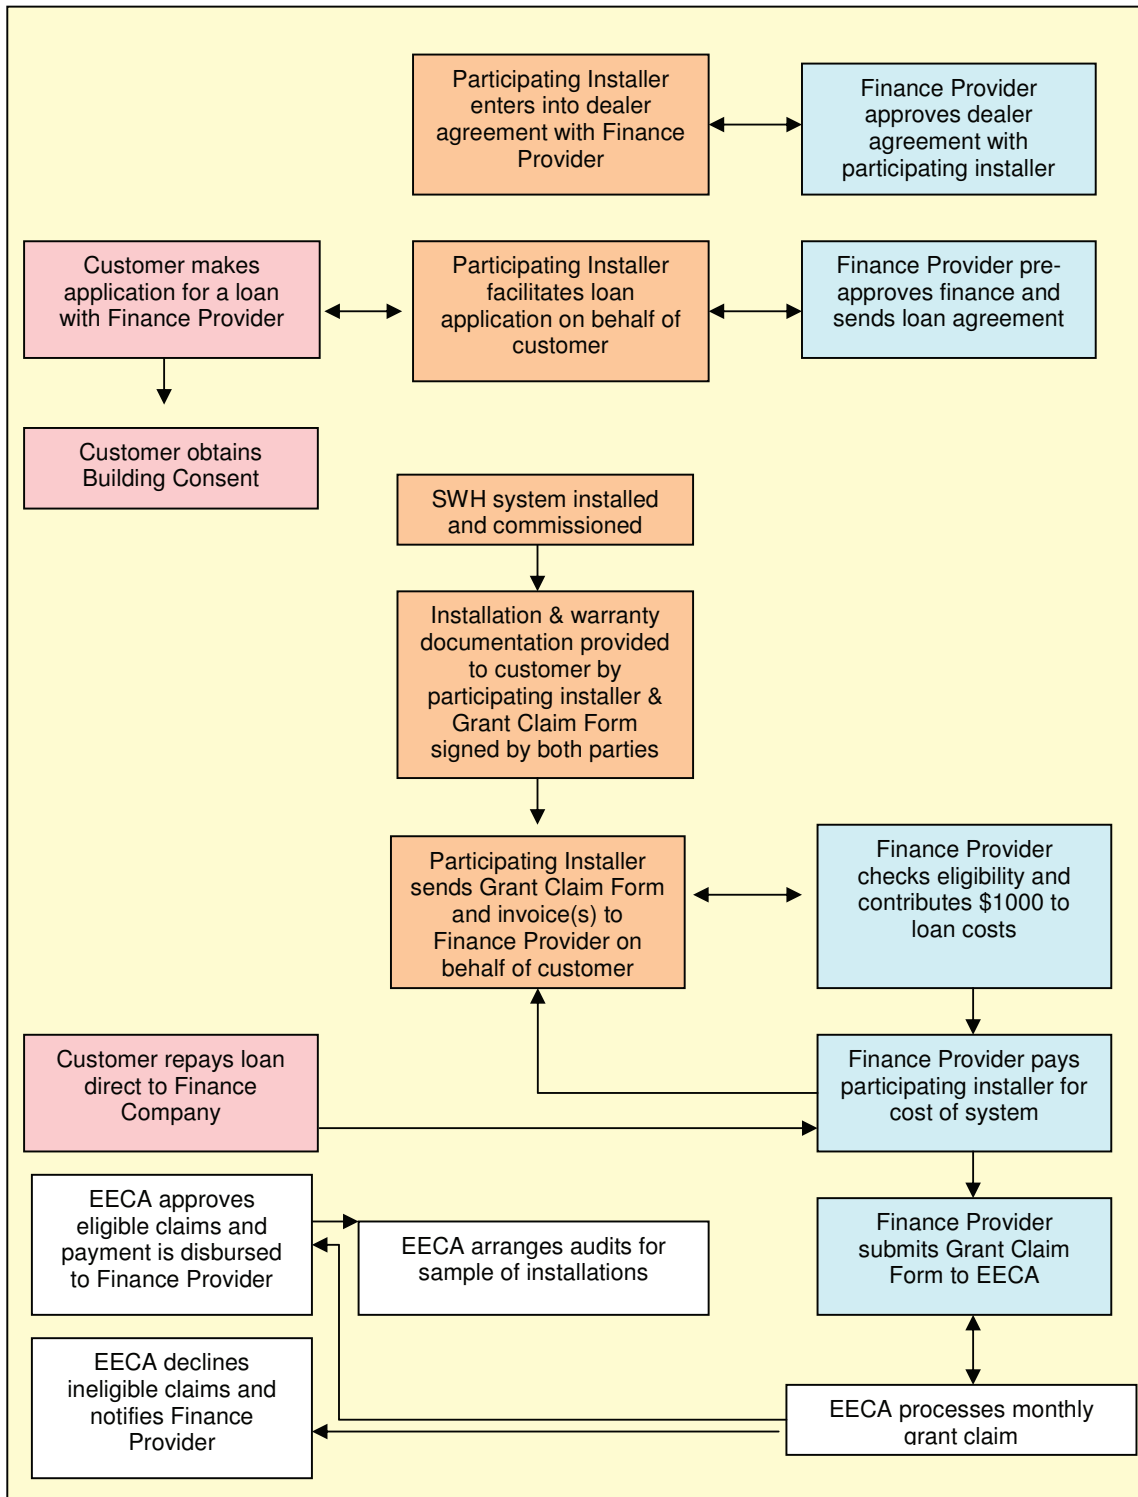 Participating Installer
enters into dealer
agreement with Finance
Provider
Finance Provider
approves dealer
agreement with
participating installer
Customer makes
application for a loan
with Finance Provider
Participating Installer
facilitates loan
application on behalf of
customer
Finance Provider pre-
approves finance and
sends loan agreement
Customer obtains
Building Consent
SWH system installed
and commissioned
Installation & warranty
documentation provided
to customer by
participating installer &
Grant Claim Form
signed by both parties
Participating Installer
sends Grant Claim Form
and invoice(s) to
Finance Provider on
behalf of customer
Finance Provider
checks eligibility and
contributes $1000 to
loan costs
Customer repays loan
direct to Finance
Company
Finance Provider pays
participating installer for
cost of system
EECA approves
eligible claims and
payment is disbursed
to Finance Provider
EECA arranges audits for
sample of installations
Finance Provider
submits Grant Claim
Form to EECA
EECA declines
ineligible claims and
notifies Finance
Provider
EECA processes monthly
grant claim